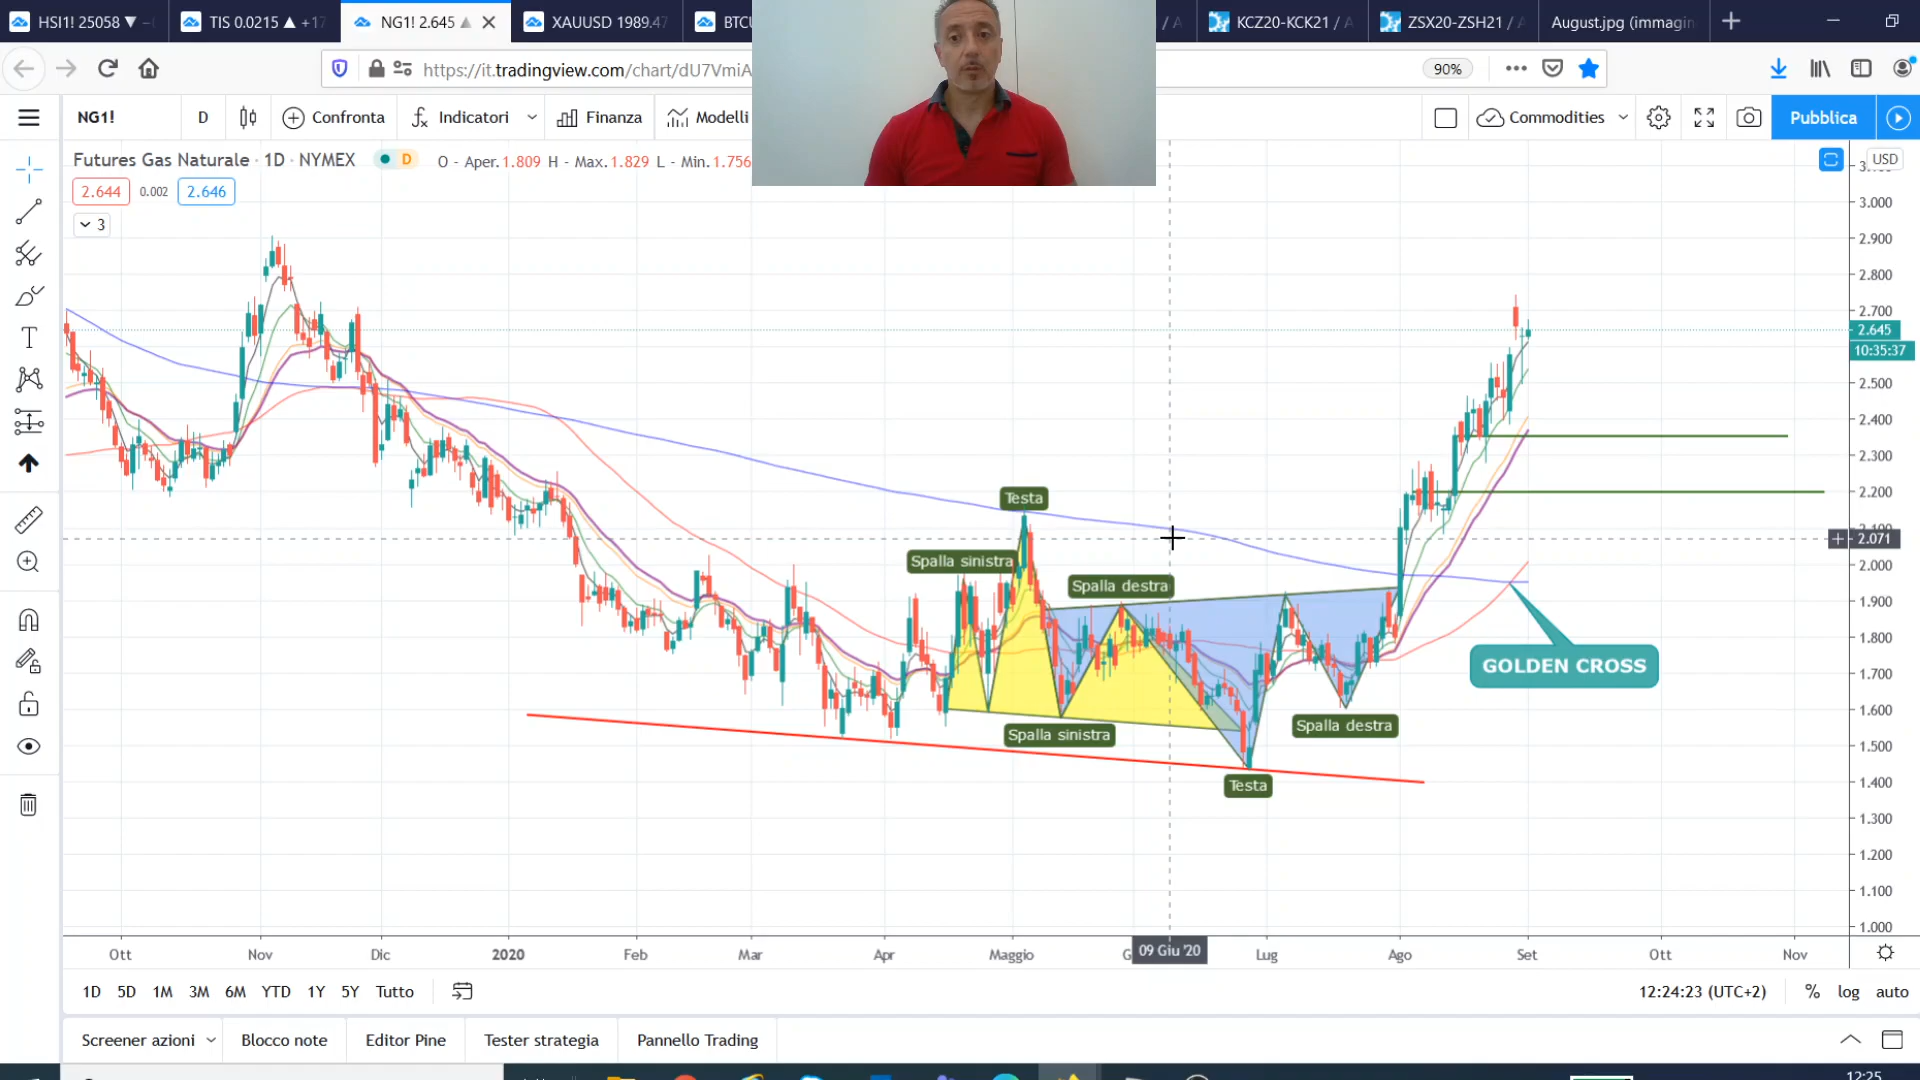 HSI1! 25058
TIS 0.0215 ▲ +17
NG1! 2.645
XAUUSD 1989.47
BTCU
/ A
KCZ20-KCK21 / A
ZSX20-ZSH21 / A
August.jpg (immagin
https://it.tradingview.com/chart/dU7VmiA
90%
NG1!
D
Confronta
Indicatori
Finanza
Modelli
Commodities
Pubblica
Futures Gas Naturale · 1D · NYMEX
D
O - Aper.1.809 H - Max.1.829 L - Min.1.756
USD
2.644
0.002
2.646
3
3.000
2.900
2.800
2.700
2.645
10:35:37
2.500
2.400
2.300
2.200
2.071
2.000
1.900
1.800
1.700
1.600
1.500
1.400
1.300
1.200
1.100
1.000
Testa
Spalla sinistra
Spalla destra
GOLDEN CROSS
Spalla sinistra
Spalla destra
Testa
Ott
Nov
Dic
2020
Feb
Mar
Apr
Maggio
G
09 Giu '20
Lug
Ago
Set
Ott
Nov
1D
5D
1M
3M
6M
YTD
1Y
5Y
Tutto
12:24:23 (UTC+2)
%
log
auto
Screener azioni
Blocco note
Editor Pine
Tester strategia
Pannello Trading
12:25